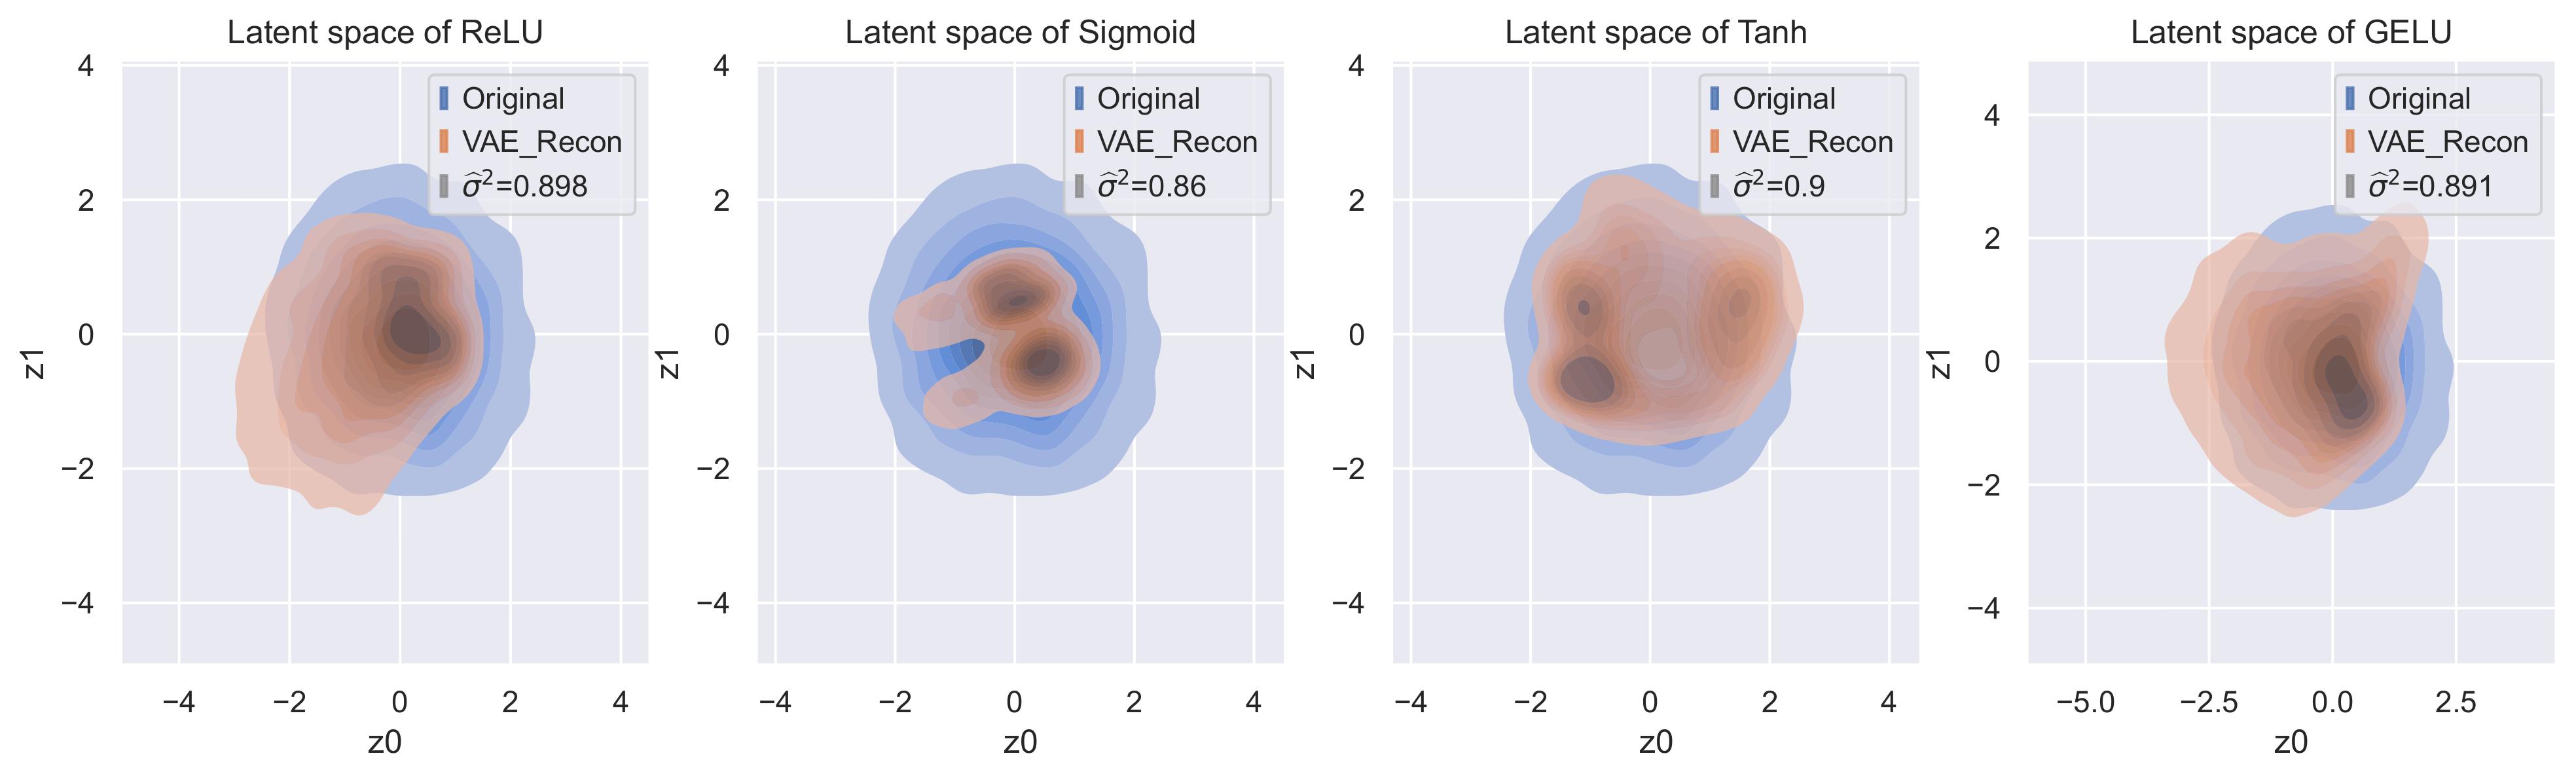 Latent space of ReLU
Original
VAE_Recon
σ̂²=0.898
4
2
0
−2
−4
z1
−4 −2 0 2 4
z0
Latent space of Sigmoid
Original
VAE_Recon
σ̂²=0.86
4
2
0
−2
−4
z1
−4 −2 0 2 4
z0
Latent space of Tanh
Original
VAE_Recon
σ̂²=0.9
4
2
0
−2
−4
z1
−4 −2 0 2 4
z0
Latent space of GELU
Original
VAE_Recon
σ̂²=0.891
4
2
0
−2
−4
z1
−5.0 −2.5 0.0 2.5
z0